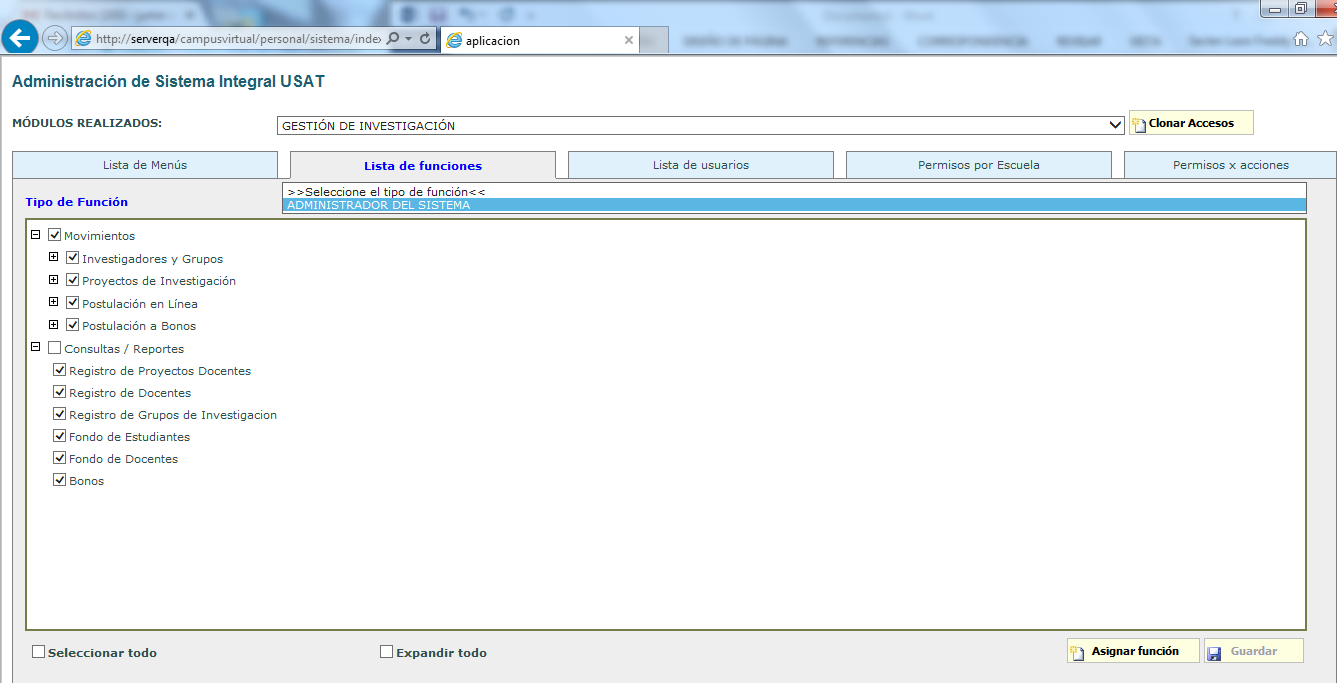 http://serverqa/campusvirtual/personal/sistema/index
aplicacion
Administración de Sistema Integral USAT
MÓDULOS REALIZADOS:
GESTIÓN DE INVESTIGACIÓN
Clonar Accesos
Lista de Menús
Lista de funciones
Lista de usuarios
Permisos por Escuela
Permisos x acciones
Tipo de Función
>>Seleccione el tipo de función<<
ADMINISTRADOR DEL SISTEMA
Movimientos
Investigadores y Grupos
Proyectos de Investigación
Postulación en Línea
Postulación a Bonos
Consultas / Reportes
Registro de Proyectos Docentes
Registro de Docentes
Registro de Grupos de Investigacion
Fondo de Estudiantes
Fondo de Docentes
Bonos
Seleccionar todo
Expandir todo
Asignar función
Guardar